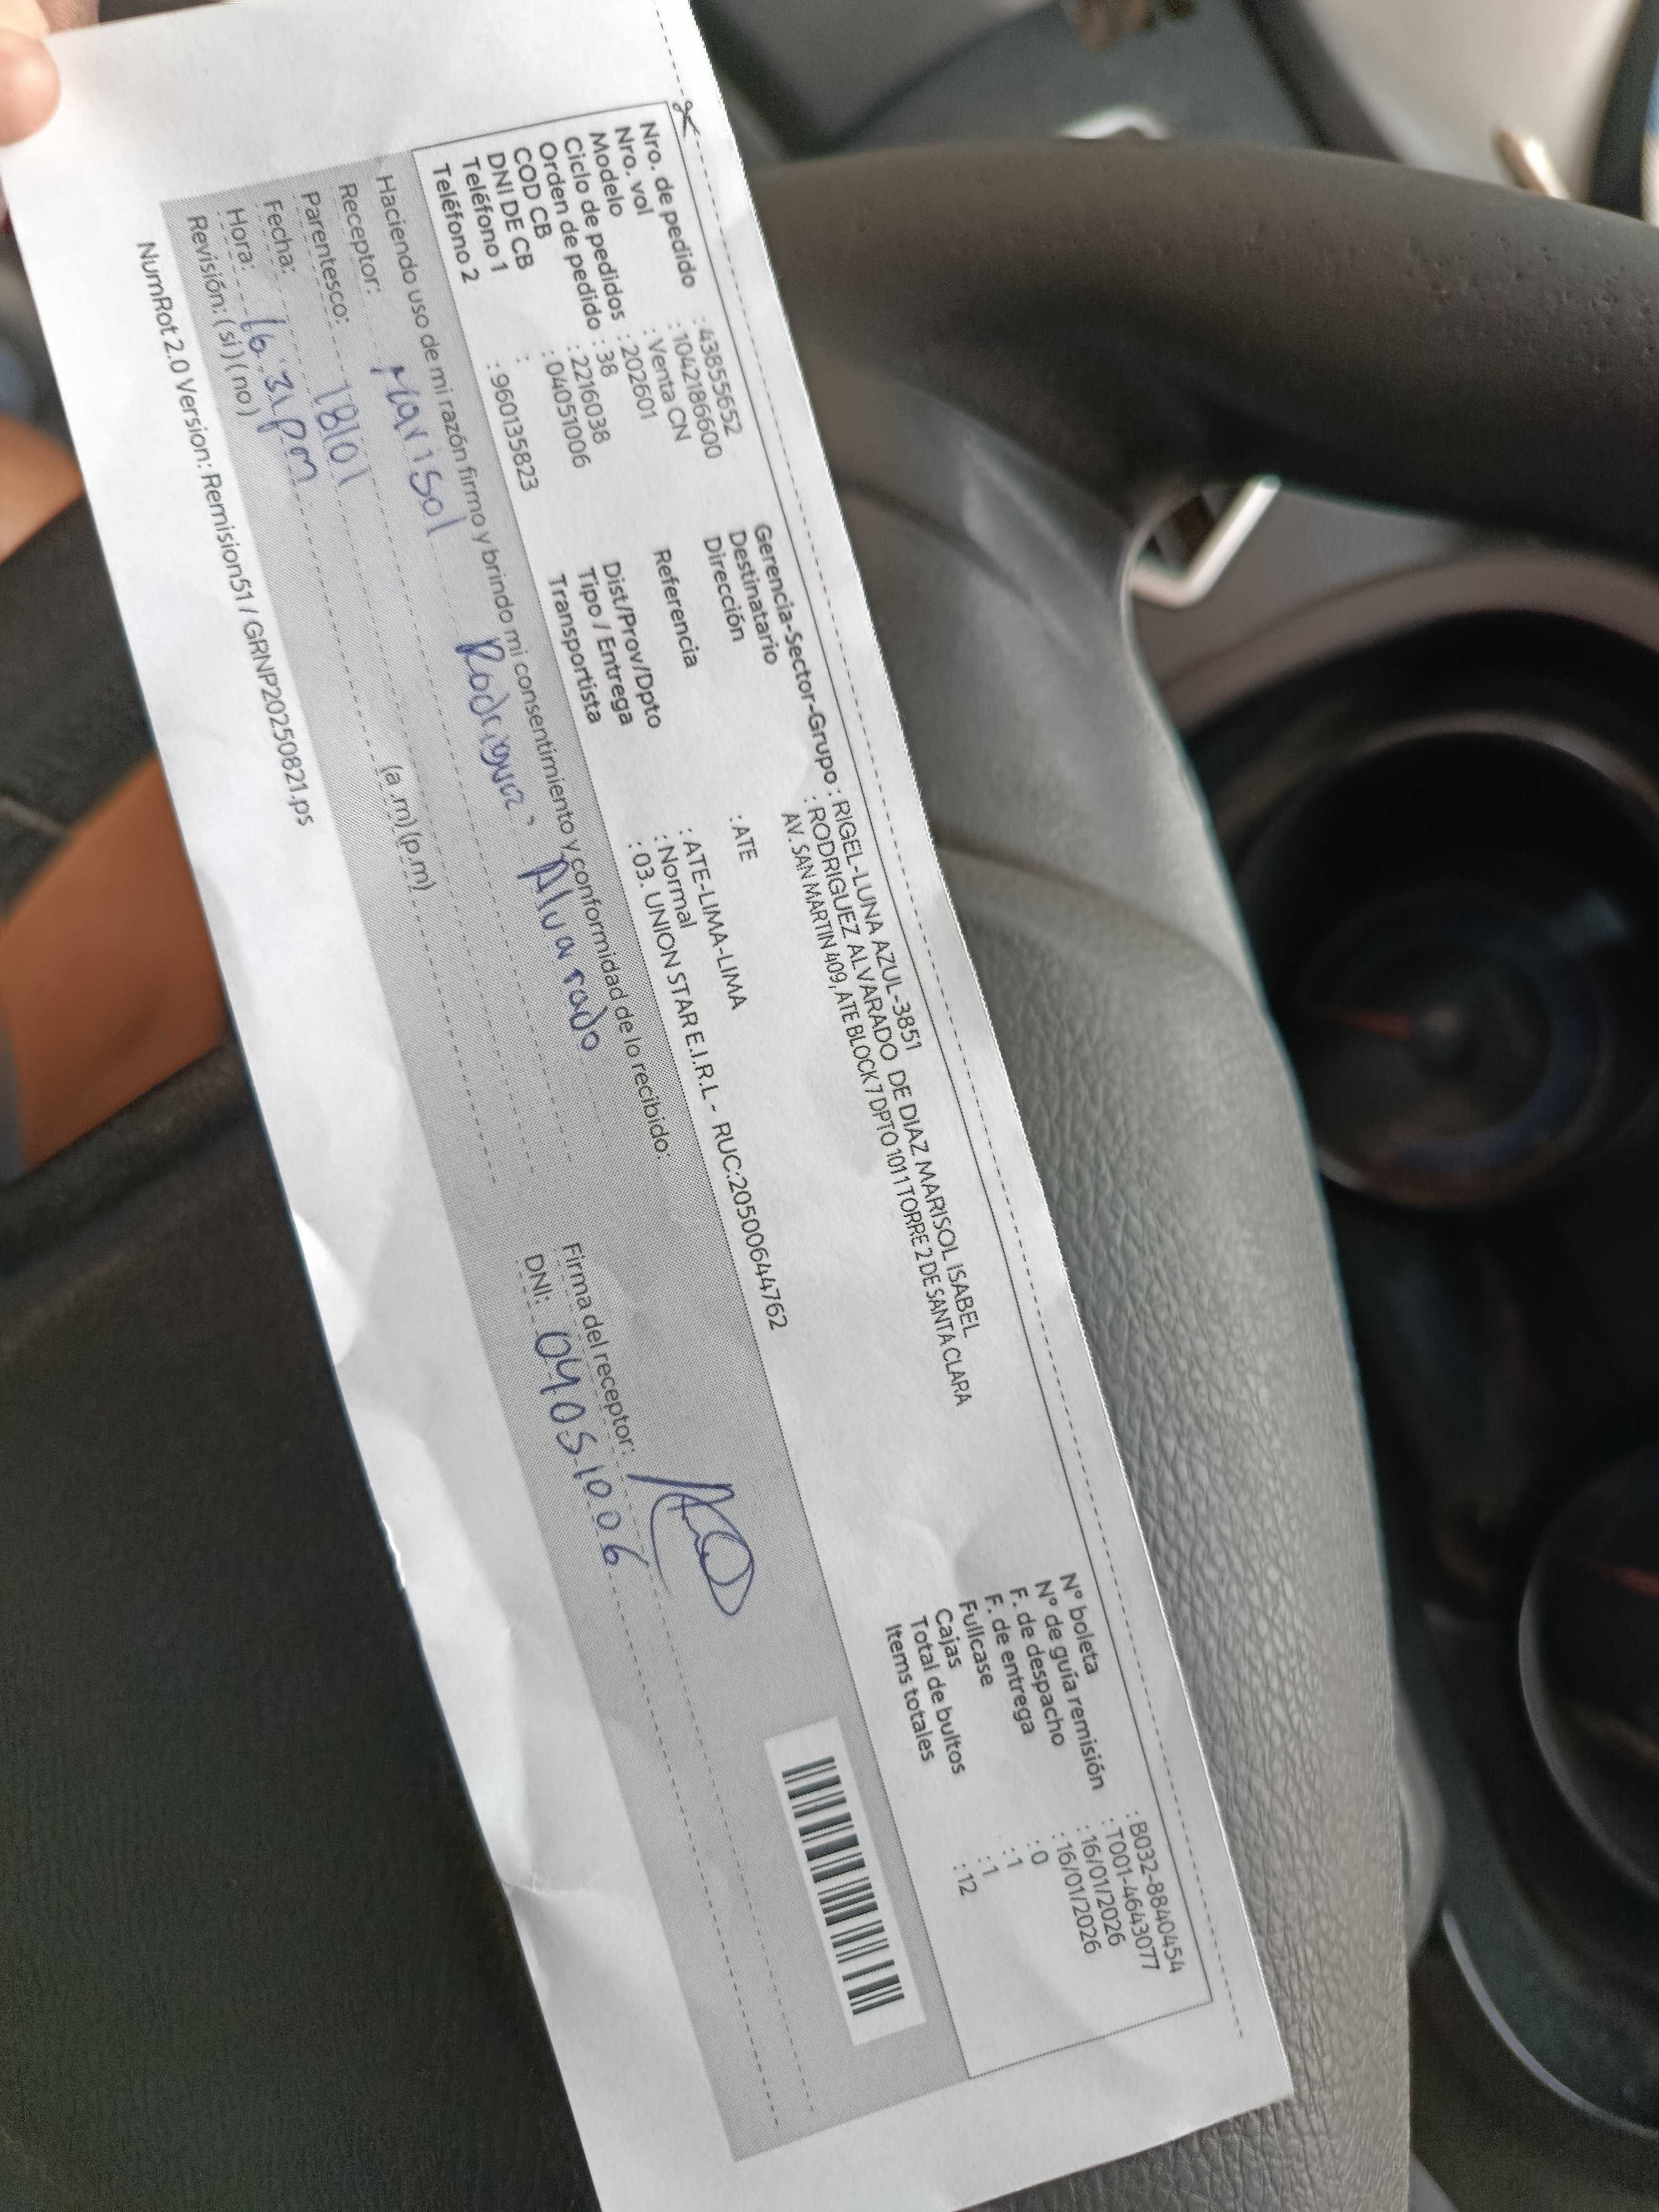 Nro. de pedido : 43855652
Nro. vol : 1042186600
Modelo : Venta CN
Ciclo de pedidos : 202601
Orden de pedido : 38
COD CB : 2216038
DNI DE CB : 04051006
Teléfono 1 :
Teléfono 2 : 960135823
Gerencia-Sector-Grupo : RIGEL-LUNA AZUL-3851
Destinatario : RODRIGUEZ ALVARADO DE DIAZ MARISOL ISABEL
Dirección AV. SAN MARTIN 409, ATE BLOCK 7 DPTO 1011 TORRE 2 DE SANTA CLARA
Referencia : ATE
Dist/Prov/Dpto : ATE-LIMA-LIMA
Tipo / Entrega : Normal
Transportista : 03. UNION STAR E.I.R.L - RUC:20500644762
N° boleta : B032-8840454
N° de guía remisión : T001-4643077
F. de despacho : 16/01/2026
F. de entrega : 16/01/2026
Fullcase : 0
Cajas : 1
Total de bultos : 1
Items totales : 12
Haciendo uso de mi razón firmo y brindo mi consentimiento y conformidad de lo recibido:
Receptor: Marisol Rodriguez Alvarado
Parentesco:
Fecha: 18/01
Hora: 16:31 p.m (a.m) (p.m)
Revisión: (sí) (no)
Firma del receptor:
DNI: 04051006
NumRot 2.0 Version: Remision51 / GRNP20250821.ps